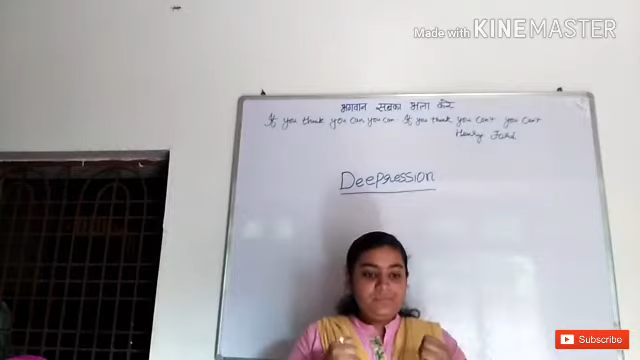 Made with KINEMASTER
भगवान सबका भला करे
If you think you can you can. If you think you can't you can't
Henry Ford
Deepression
Subscribe